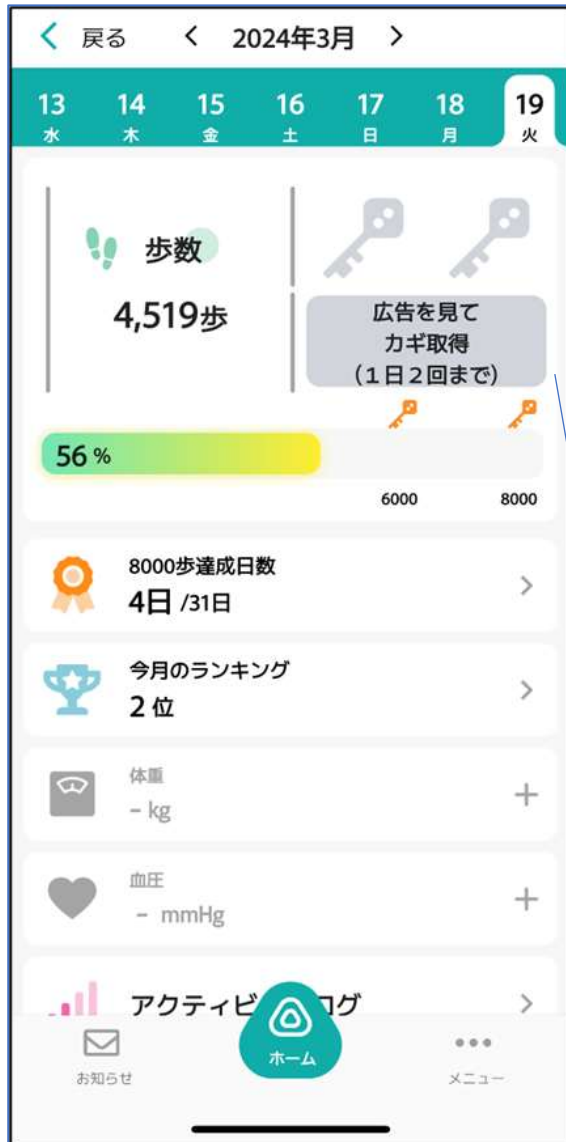 戻る
2024年3月
13 14 15 16 17 18 19
水 木 金 土 日 月 火
歩数
4,519歩
広告を見て
カギ取得
(1日2回まで)
56 %
6000 8000
8000歩達成日数
4日 /31日
今月のランキング
2 位
体重
- kg
血圧
- mmHg
アクティビ ログ
お知らせ
ホーム
メニュー